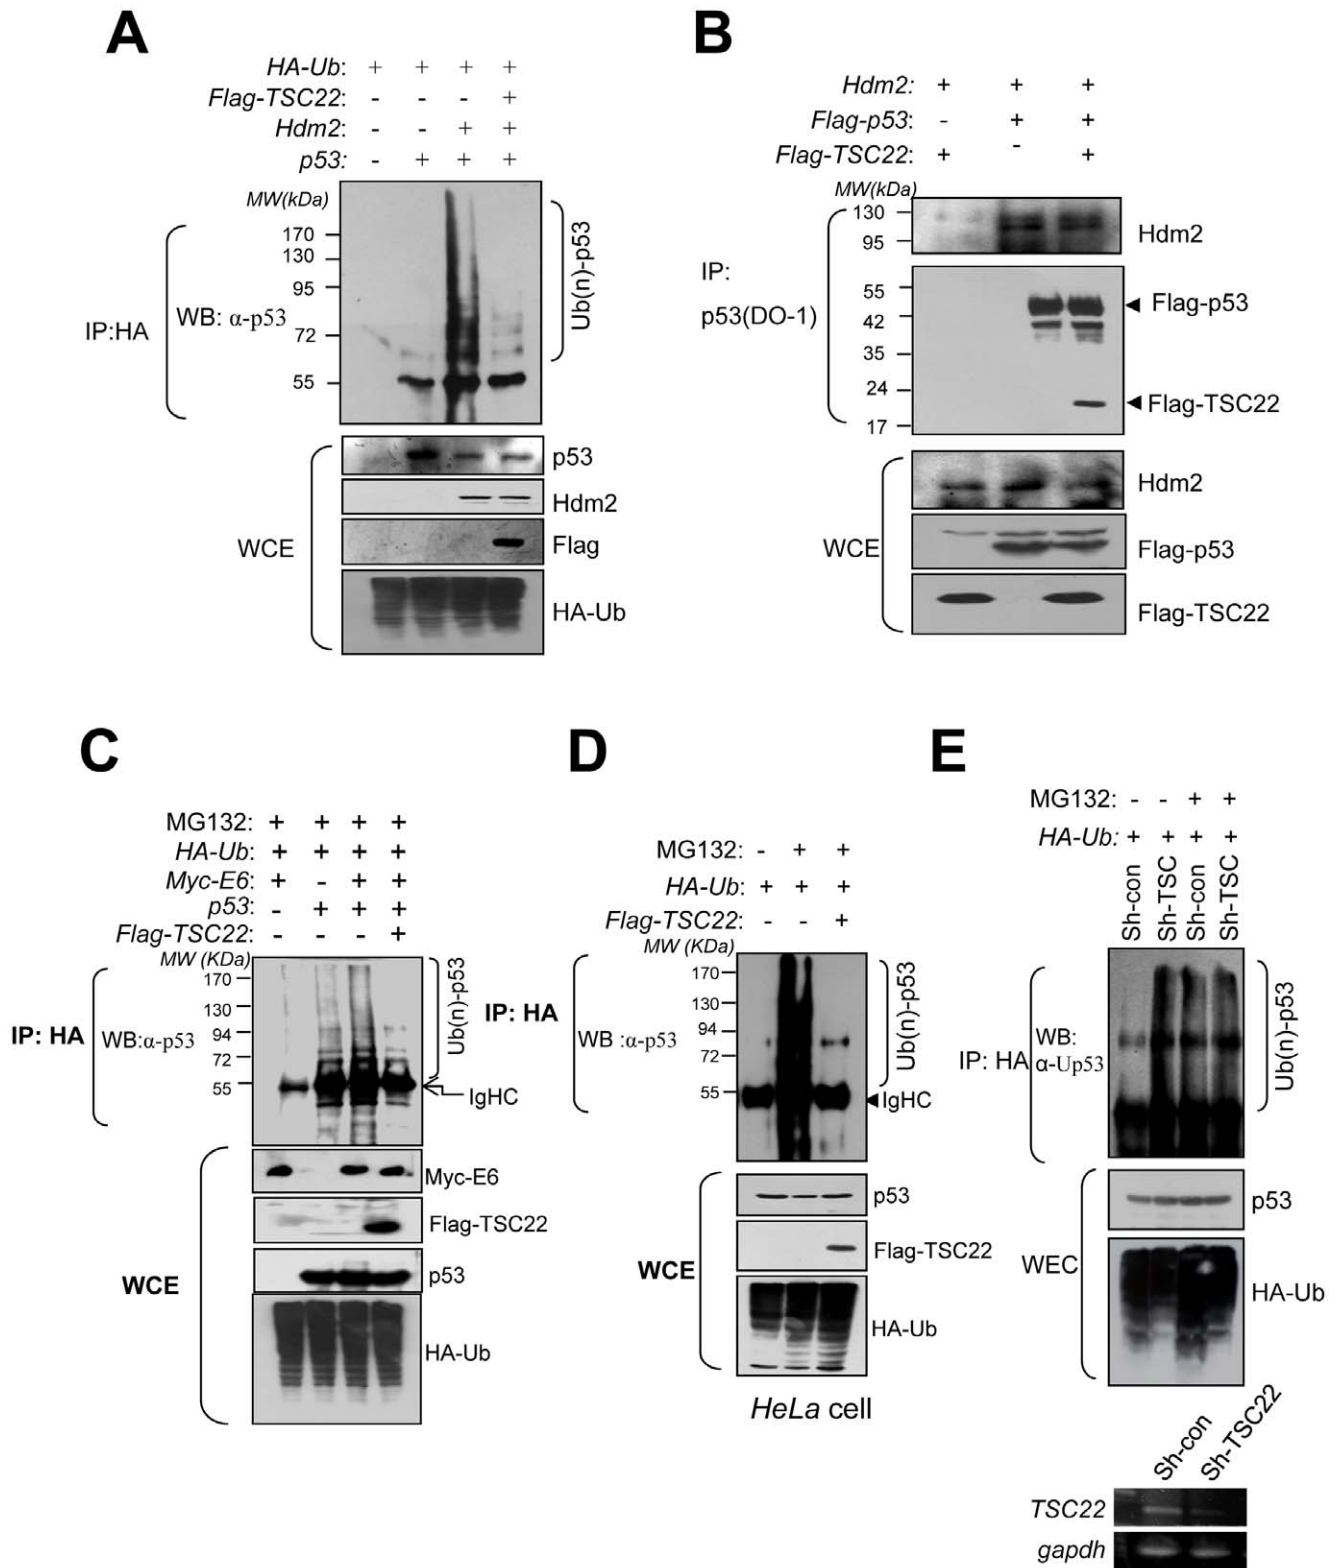 A
HA-Ub: + + + +
Flag-TSC22: - - - +
Hdm2: - - + +
p53: - + + +
MW(kDa)
170
130
95
72
55
IP:HA
WB: α-p53
Ub(n)-p53
WCE
p53
Hdm2
Flag
HA-Ub
B
Hdm2: + + +
Flag-p53: - + +
Flag-TSC22: + - +
MW(kDa)
130
95
55
42
35
24
17
IP:
p53(DO-1)
Hdm2
Flag-p53
Flag-TSC22
WCE
Hdm2
Flag-p53
Flag-TSC22
C
MG132: + + + +
HA-Ub: + + + +
Myc-E6: + - + +
p53: - + + +
Flag-TSC22: - - - +
MW (KDa)
170
130
94
72
55
IP: HA
WB:α-p53
Ub(n)-p53
IgHC
WCE
Myc-E6
Flag-TSC22
p53
HA-Ub
D
MG132: - + +
HA-Ub: + + +
Flag-TSC22: - - +
MW (KDa)
170
130
94
72
55
IP: HA
WB :α-p53
Ub(n)-p53
IgHC
WCE
p53
Flag-TSC22
HA-Ub
HeLa cell
E
MG132: - - + +
HA-Ub: + + + +
Sh-con
Sh-TSC
Sh-con
Sh-TSC
IP: HA
WB:
α-Up53
Ub(n)-p53
WEC
p53
HA-Ub
Sh-con
Sh-TSC22
TSC22
gapdh